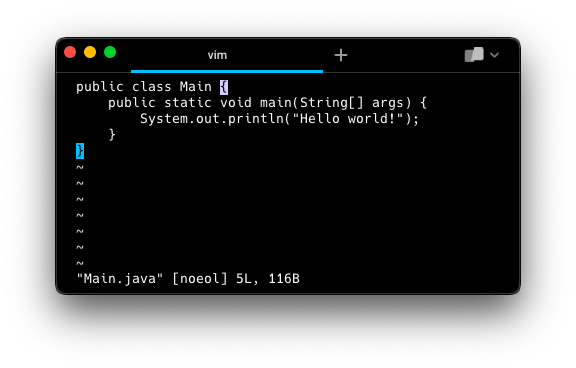 vim
public class Main {
    public static void main(String[] args) {
        System.out.println("Hello world!");
    }
}
~
~
~
~
~
~
~
"Main.java" [noeol] 5L, 116B